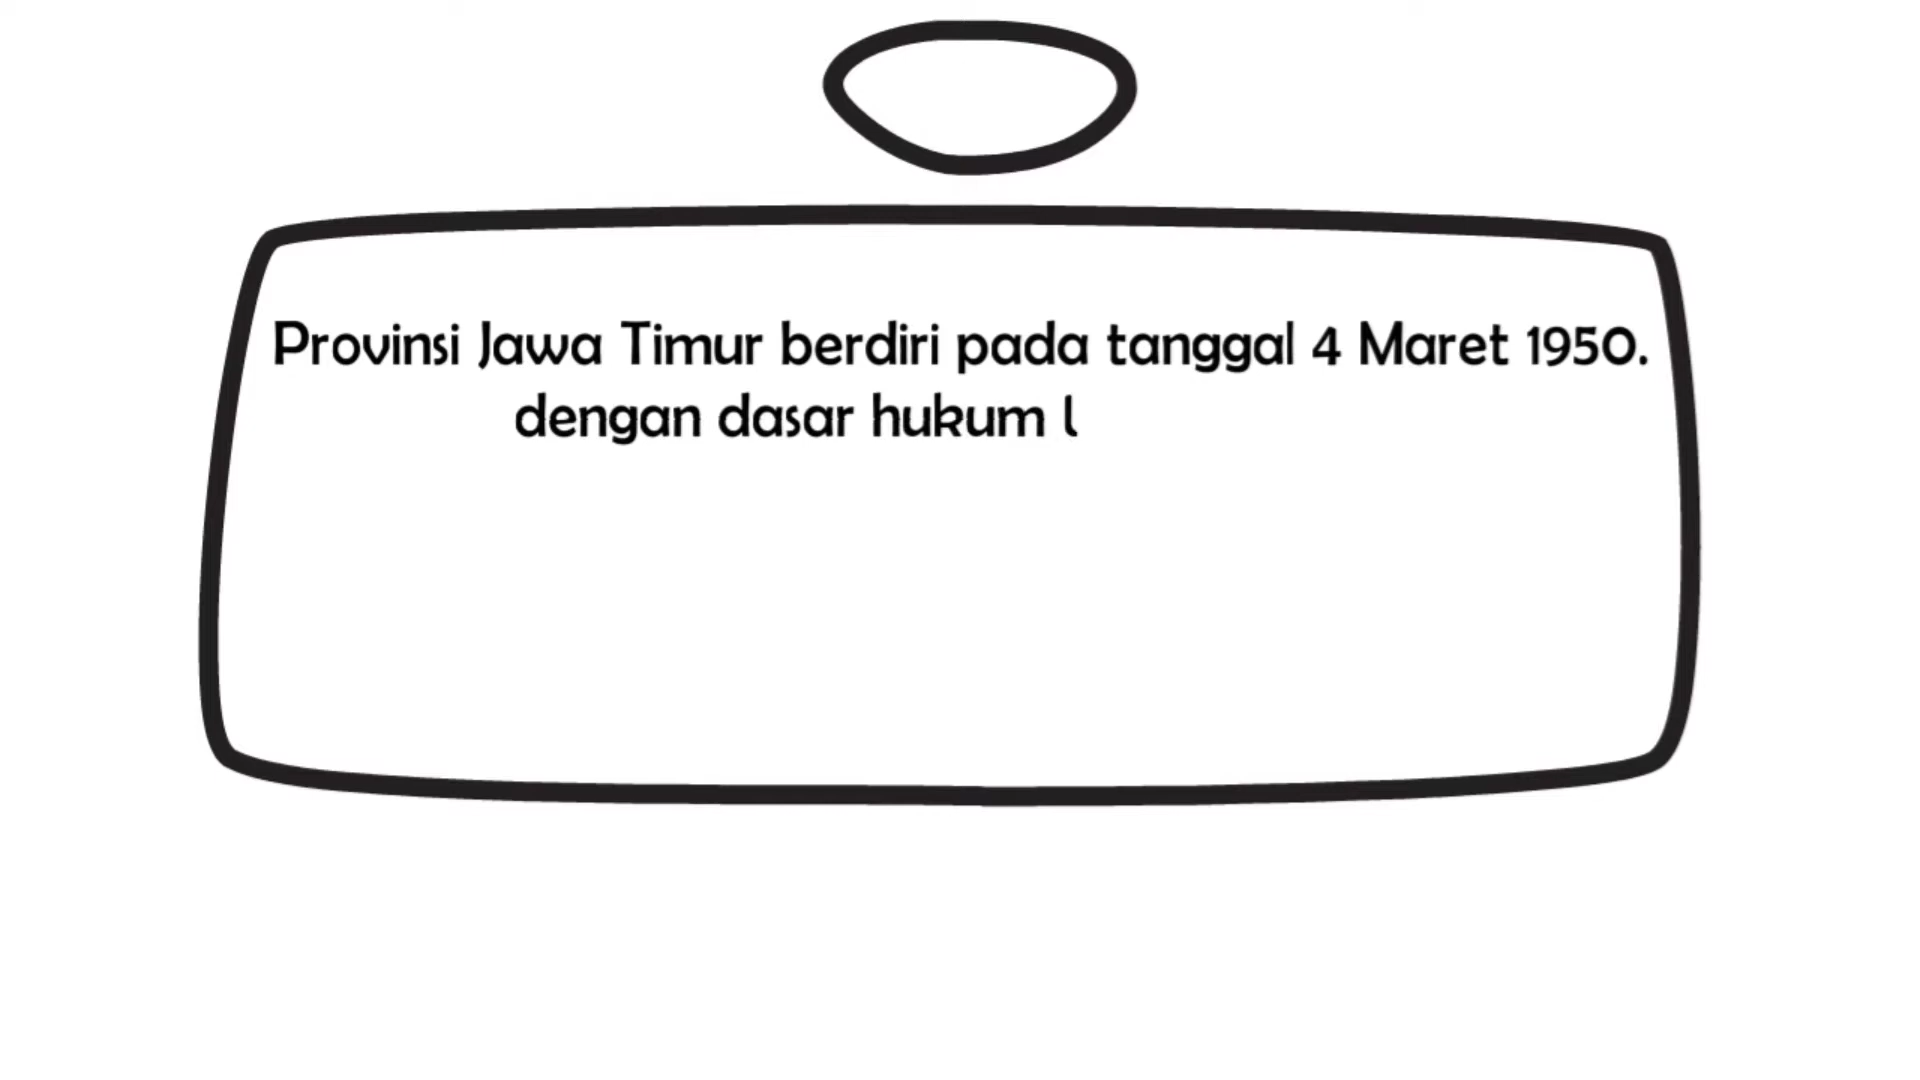 Provinsi Jawa Timur berdiri pada tanggal 4 Maret 1950.
dengan dasar hukum